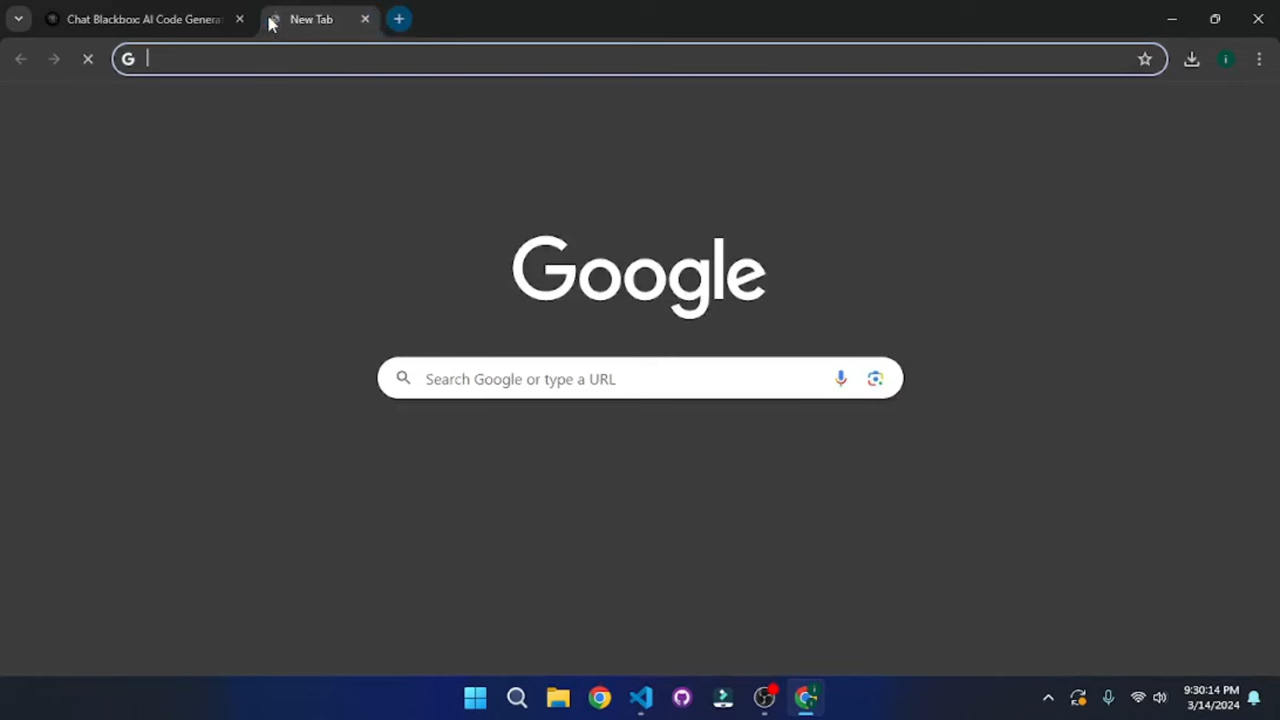 Chat Blackbox: AI Code Genera
New Tab
Google
Search Google or type a URL
i
9:30:14 PM
3/14/2024